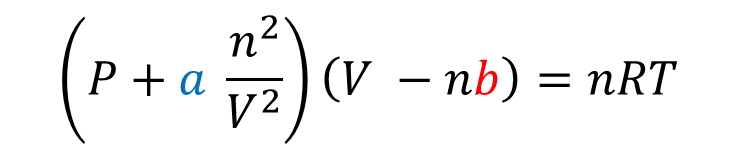 (P + a n²/V²) (V − nb) = nRT